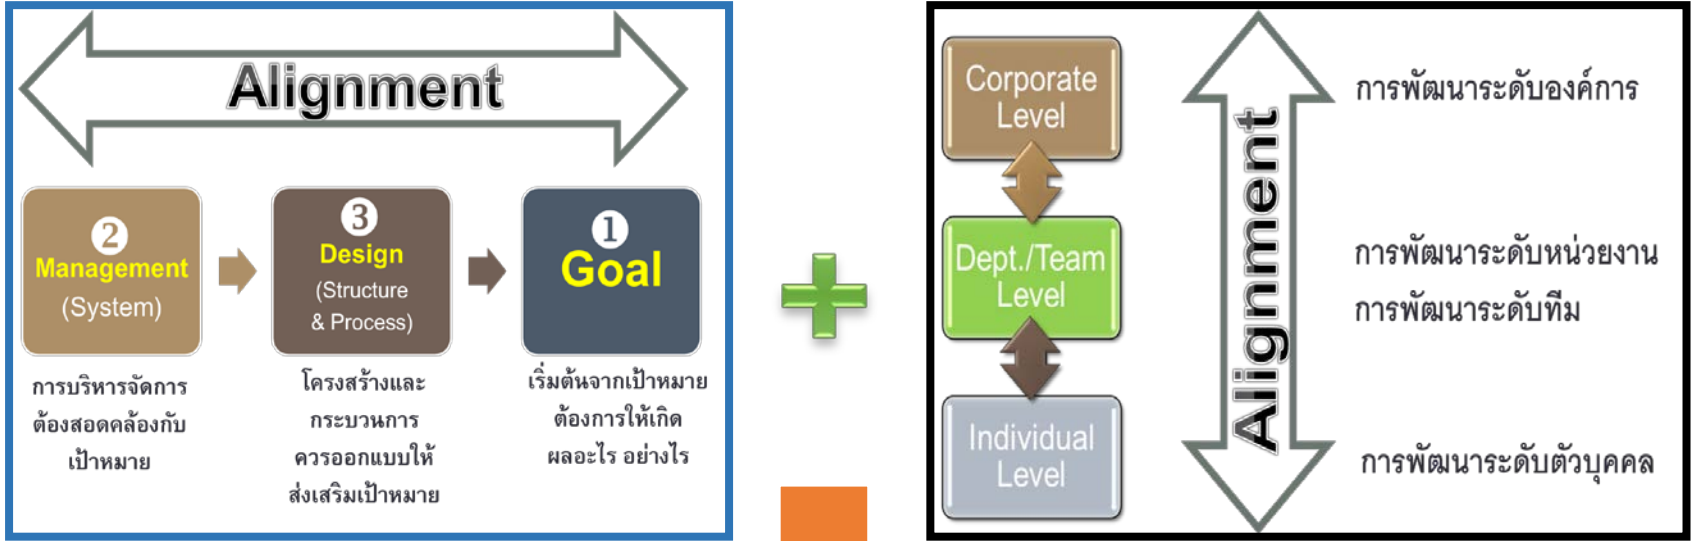 Alignment
2
Management
(System)
การบริหารจัดการ
ต้องสอดคล้องกับ
เป้าหมาย
3
Design
(Structure
& Process)
โครงสร้างและ
กระบวนการ
ควรออกแบบให้
ส่งเสริมเป้าหมาย
1
Goal
เริ่มต้นจากเป้าหมาย
ต้องการให้เกิด
ผลอะไร อย่างไร
Corporate
Level
Dept./Team
Level
Individual
Level
Alignment
การพัฒนาระดับองค์การ
การพัฒนาระดับหน่วยงาน
การพัฒนาระดับทีม
การพัฒนาระดับตัวบุคคล